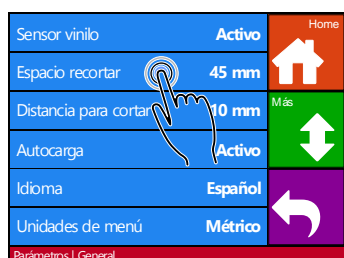 Sensor vinilo Activo
Home
Espacio recortar 45 mm
Distancia para cortar 10 mm
Más
Autocarga Activo
Idioma Español
Unidades de menú Métrico
Parámetros | General